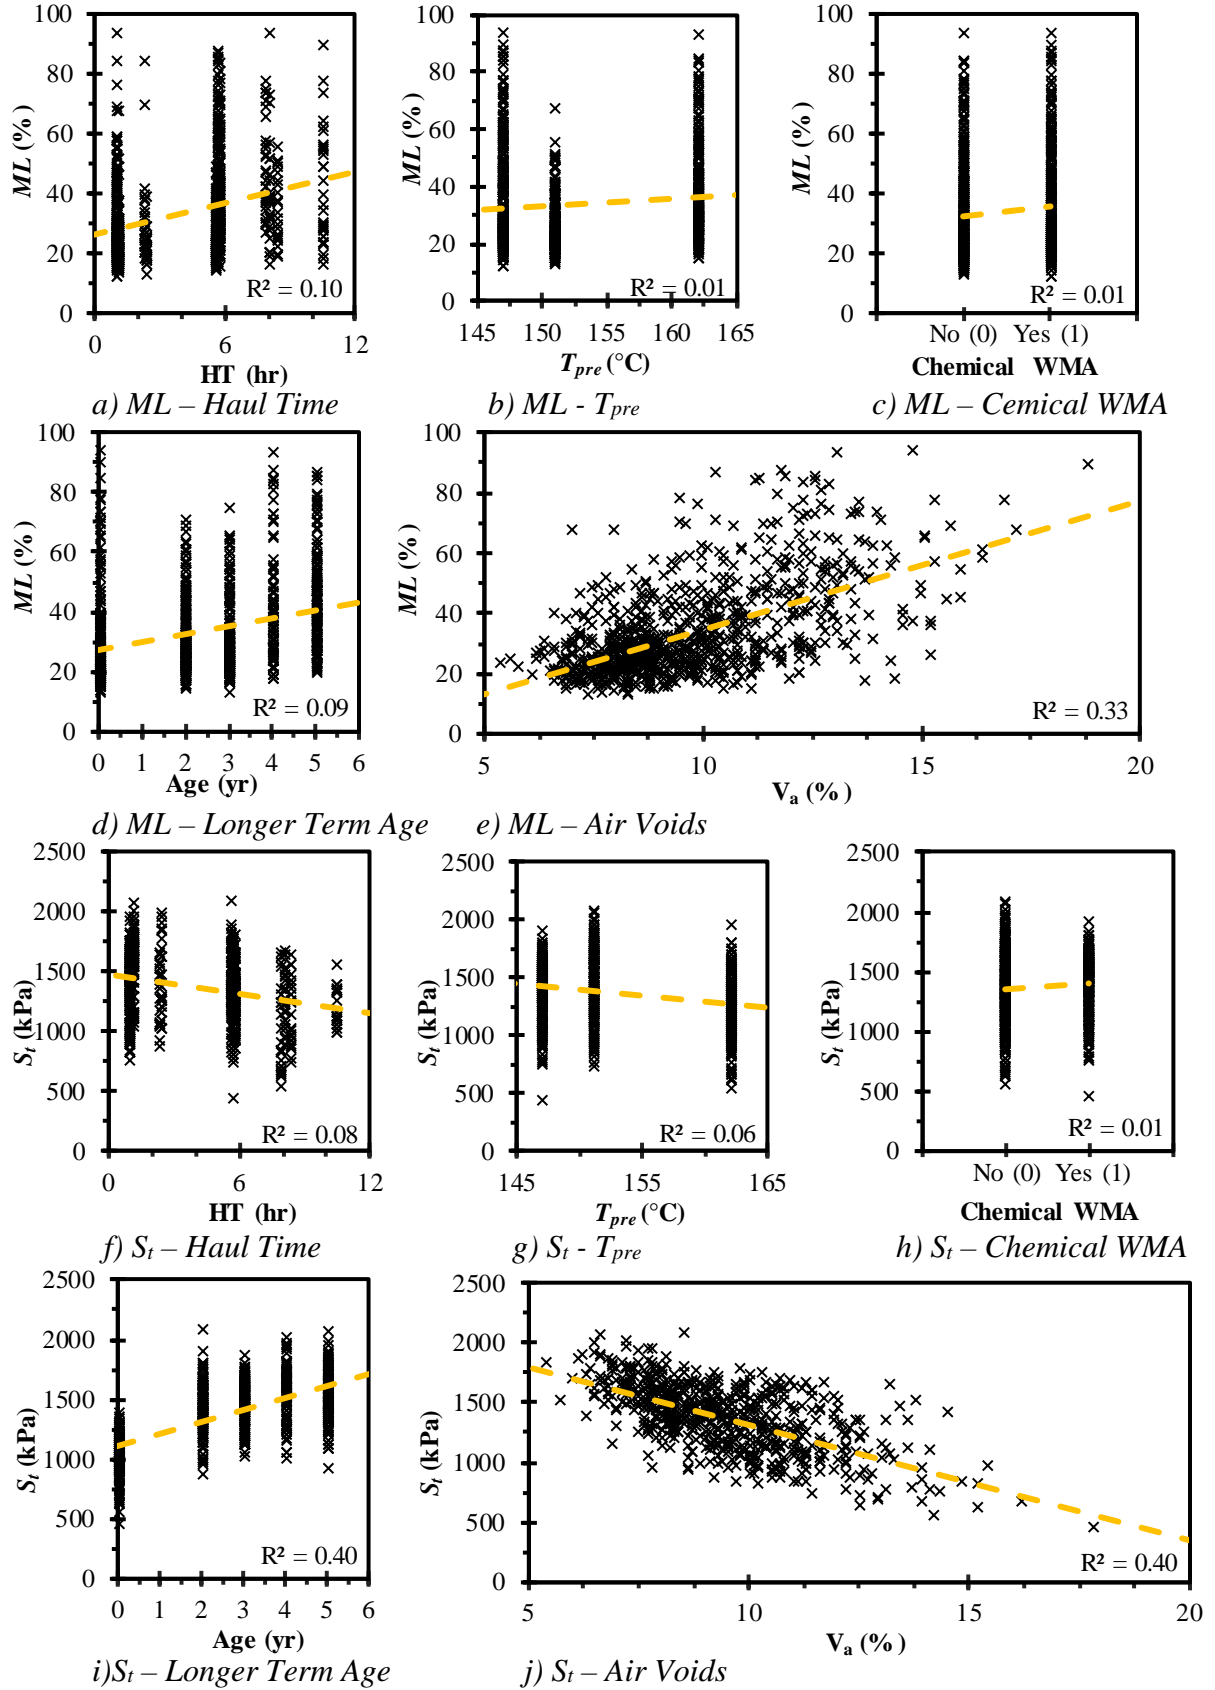 100
80
60
40
20
0
ML (%)
R² = 0.10
0 6 12
HT (hr)
a) ML – Haul Time
100
80
60
40
20
0
ML (%)
R² = 0.01
145 150 155 160 165
Tpre (°C)
b) ML - Tpre
100
80
60
40
20
0
ML (%)
R² = 0.01
No (0) Yes (1)
Chemical WMA
c) ML – Cemical WMA
100
80
60
40
20
0
ML (%)
R² = 0.09
0 1 2 3 4 5 6
Age (yr)
d) ML – Longer Term Age
100
80
60
40
20
0
ML (%)
R² = 0.33
5 10 15 20
Va (%)
e) ML – Air Voids
2500
2000
1500
1000
500
0
St (kPa)
R² = 0.08
0 6 12
HT (hr)
f) St – Haul Time
2500
2000
1500
1000
500
0
St (kPa)
R² = 0.06
145 155 165
Tpre (°C)
g) St - Tpre
2500
2000
1500
1000
500
0
St (kPa)
R² = 0.01
No (0) Yes (1)
Chemical WMA
h) St – Chemical WMA
2500
2000
1500
1000
500
0
St (kPa)
R² = 0.40
0 1 2 3 4 5 6
Age (yr)
i)St – Longer Term Age
2500
2000
1500
1000
500
0
St (kPa)
R² = 0.40
5 10 15 20
Va (%)
j) St – Air Voids